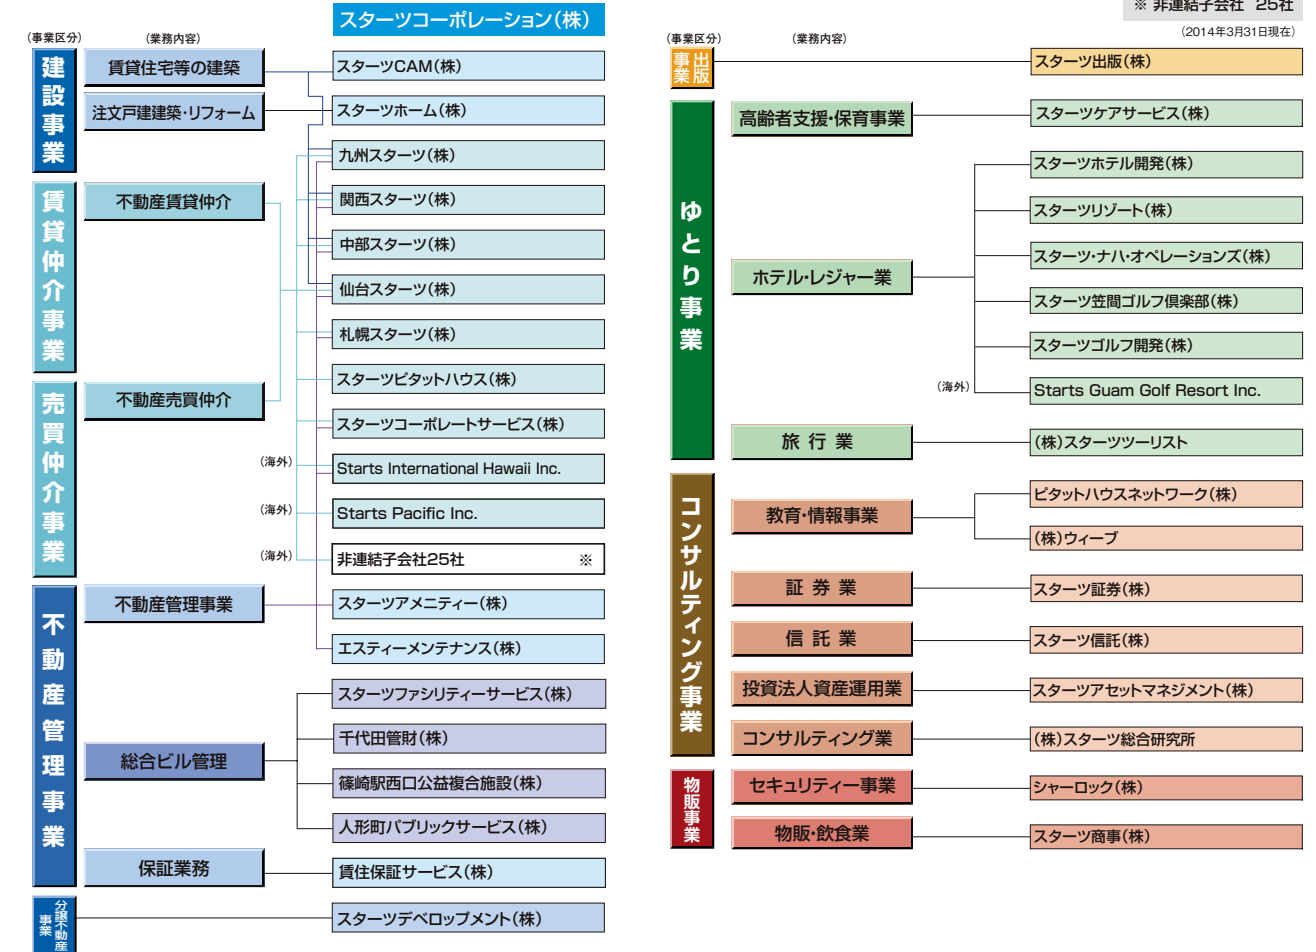 スターツコーポレーション(株)
(事業区分)
(業務内容)
建設事業
賃貸住宅等の建築
注文戸建建築・リフォーム
スターツCAM(株)
スターツホーム(株)
九州スターツ(株)
賃貸仲介事業
不動産賃貸仲介
関西スターツ(株)
中部スターツ(株)
仙台スターツ(株)
札幌スターツ(株)
スターツピタットハウス(株)
売買仲介事業
不動産売買仲介
スターツコーポレートサービス(株)
(海外)
Starts International Hawaii Inc.
(海外)
Starts Pacific Inc.
(海外)
非連結子会社25社 ※
不動産管理事業
不動産管理事業
スターツアメニティー(株)
エスティーメンテナンス(株)
総合ビル管理
スターツファシリティーサービス(株)
千代田管財(株)
篠崎駅西口公益複合施設(株)
人形町パブリックサービス(株)
保証業務
賃住保証サービス(株)
分譲不動産
事業
スターツデベロップメント(株)
※ 非連結子会社 25社
(2014年3月31日現在)
(事業区分)
(業務内容)
出版
事業
スターツ出版(株)
ゆとり事業
高齢者支援・保育事業
スターツケアサービス(株)
ホテル・レジャー業
スターツホテル開発(株)
スターツリゾート(株)
スターツ・ナハ・オペレーションズ(株)
スターツ笠間ゴルフ倶楽部(株)
スターツゴルフ開発(株)
(海外)
Starts Guam Golf Resort Inc.
旅行業
(株)スターツツーリスト
コンサルティング事業
教育・情報事業
ピタットハウスネットワーク(株)
(株)ウィーブ
証券業
スターツ証券(株)
信託業
スターツ信託(株)
投資法人資産運用業
スターツアセットマネジメント(株)
コンサルティング業
(株)スターツ総合研究所
物販事業
セキュリティー事業
シャーロック(株)
物販・飲食業
スターツ商事(株)